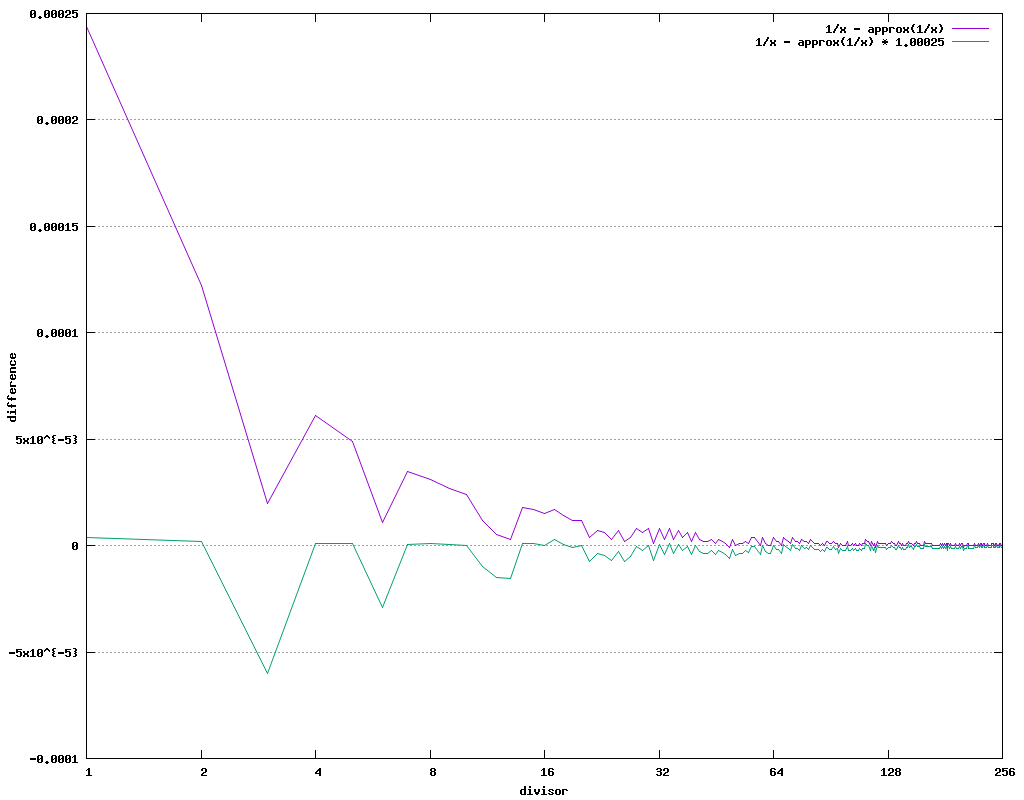 0.00025
1/x - approx(1/x)
1/x - approx(1/x) * 1.00025
0.0002
0.00015
0.0001
difference
5x10^{-5}
0
-5x10^{-5}
-0.0001
1 2 4 8 16 32 64 128 256
divisor